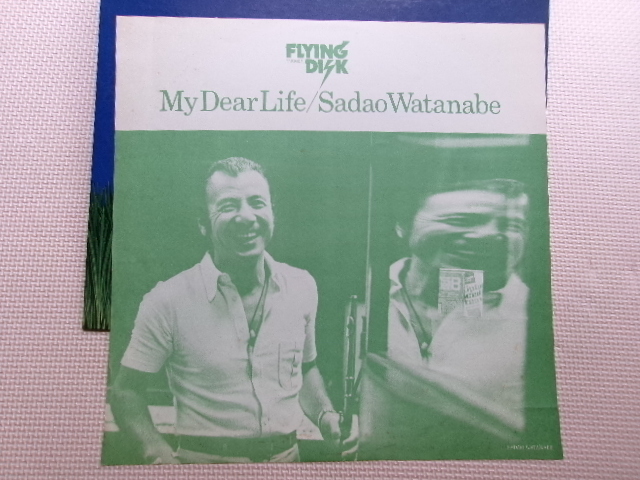 FLYING
DISK
My Dear Life/Sadao Watanabe